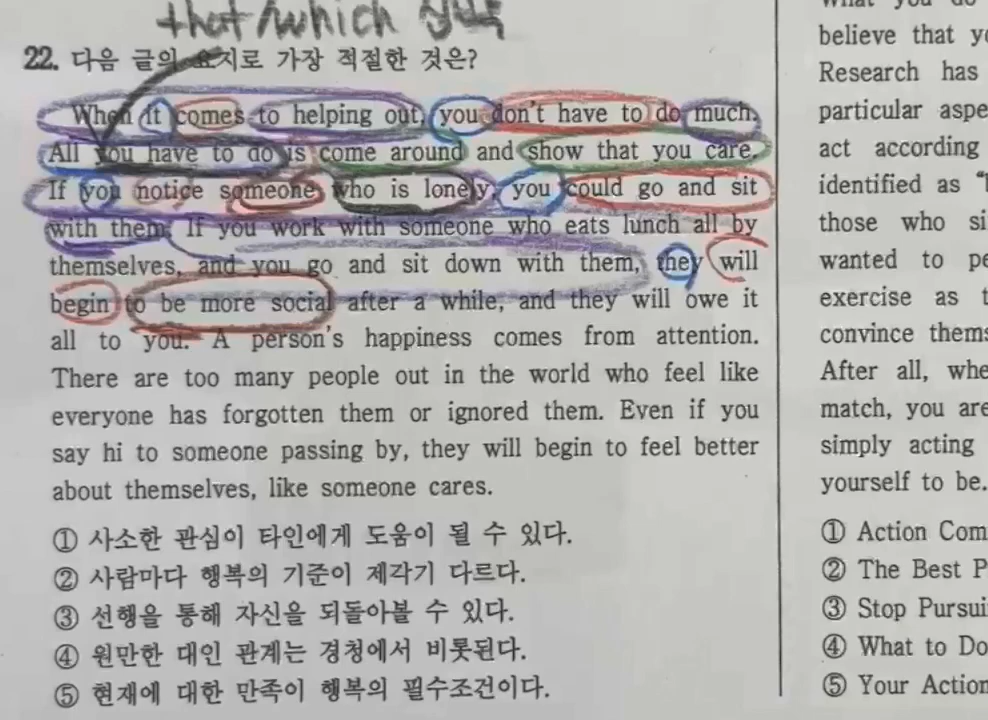 that/which 생략
22. 다음 글의 요지로 가장 적절한 것은?
When it comes to helping out, you don't have to do much.
All you have to do is come around and show that you care.
If you notice someone who is lonely, you could go and sit
with them. If you work with someone who eats lunch all by
themselves, and you go and sit down with them, they will
begin to be more social after a while, and they will owe it
all to you. A person's happiness comes from attention.
There are too many people out in the world who feel like
everyone has forgotten them or ignored them. Even if you
say hi to someone passing by, they will begin to feel better
about themselves, like someone cares.
① 사소한 관심이 타인에게 도움이 될 수 있다.
② 사람마다 행복의 기준이 제각기 다르다.
③ 선행을 통해 자신을 되돌아볼 수 있다.
④ 원만한 대인 관계는 경청에서 비롯된다.
⑤ 현재에 대한 만족이 행복의 필수조건이다.
What you do
believe that
Research has
particular
act according
identified as
those who
wanted to
exercise as
convince
After all,
match, you are
simply acting
yourself to be.
① Action
② The Best
③ Stop
④ What to Do
⑤ Your